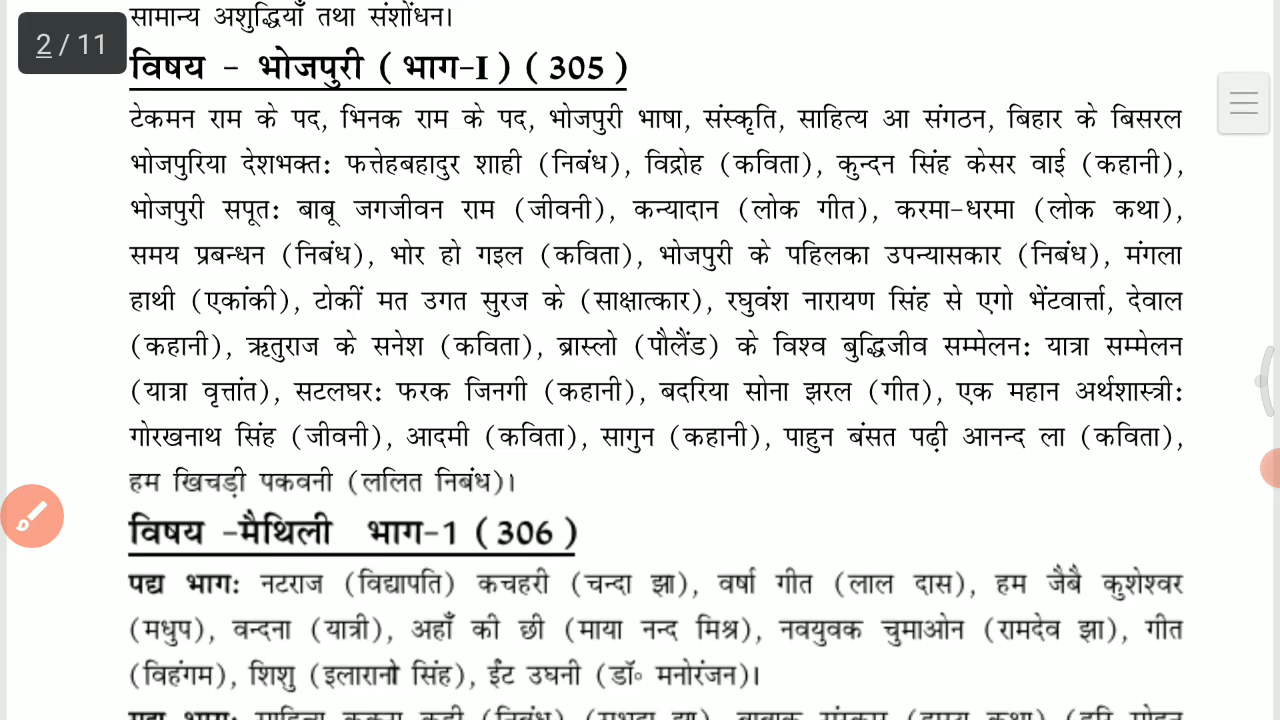 सामान्य अशुद्धियाँ तथा संशोंधन।
2 / 11
विषय - भोजपुरी ( भाग-I ) ( 305 )
टेकमन राम के पद, भिनक राम के पद, भोजपुरी भाषा, संस्कृति, साहित्य आ संगठन, बिहार के बिसरल
भोजपुरिया देशभक्तः फत्तेहबहादुर शाही (निबंध), विद्रोह (कविता), कुन्दन सिंह केसर वाई (कहानी),
भोजपुरी सपूतः बाबू जगजीवन राम (जीवनी), कन्यादान (लोक गीत), करमा-धरमा (लोक कथा),
समय प्रबन्धन (निबंध), भोर हो गइल (कविता), भोजपुरी के पहिलका उपन्यासकार (निबंध), मंगला
हाथी (एकांकी), टोकीं मत उगत सुरज के (साक्षात्कार), रघुवंश नारायण सिंह से एगो भेंटवार्त्ता, देवाल
(कहानी), ऋतुराज के सनेश (कविता), ब्रास्लो (पौलैंड) के विश्व बुद्धिजीव सम्मेलनः यात्रा सम्मेलन
(यात्रा वृत्तांत), सटलघरः फरक जिनगी (कहानी), बदरिया सोना झरल (गीत), एक महान अर्थशास्त्रीः
गोरखनाथ सिंह (जीवनी), आदमी (कविता), सागुन (कहानी), पाहुन बंसत पढ़ी आनन्द ला (कविता),
हम खिचड़ी पकवनी (ललित निबंध)।
विषय -मैथिली भाग-1 ( 306 )
पद्य भागः नटराज (विद्यापति) कचहरी (चन्दा झा), वर्षा गीत (लाल दास), हम जैबै कुशेश्वर
(मधुप), वन्दना (यात्री), अहाँ की छी (माया नन्द मिश्र), नवयुवक चुमाओन (रामदेव झा), गीत
(विहंगम), शिशु (इलारानो सिंह), ईंट उघनी (डॉ॰ मनोरंजन)।